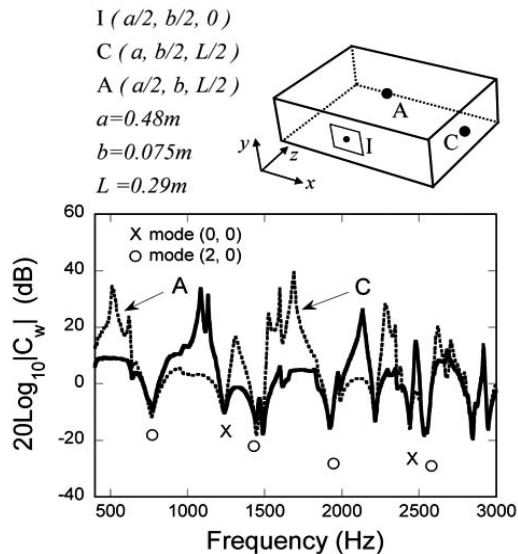 I ( a/2, b/2, 0 )
C ( a, b/2, L/2 )
A ( a/2, b, L/2 )
a=0.48m
b=0.075m
L =0.29m
A
C
I
y
z
x
60
40
20
0
-20
-40
20Log10|Cw| (dB)
X mode (0, 0)
O mode (2, 0)
A
C
X
X
O
O
O
O
500 1000 1500 2000 2500 3000
Frequency (Hz)